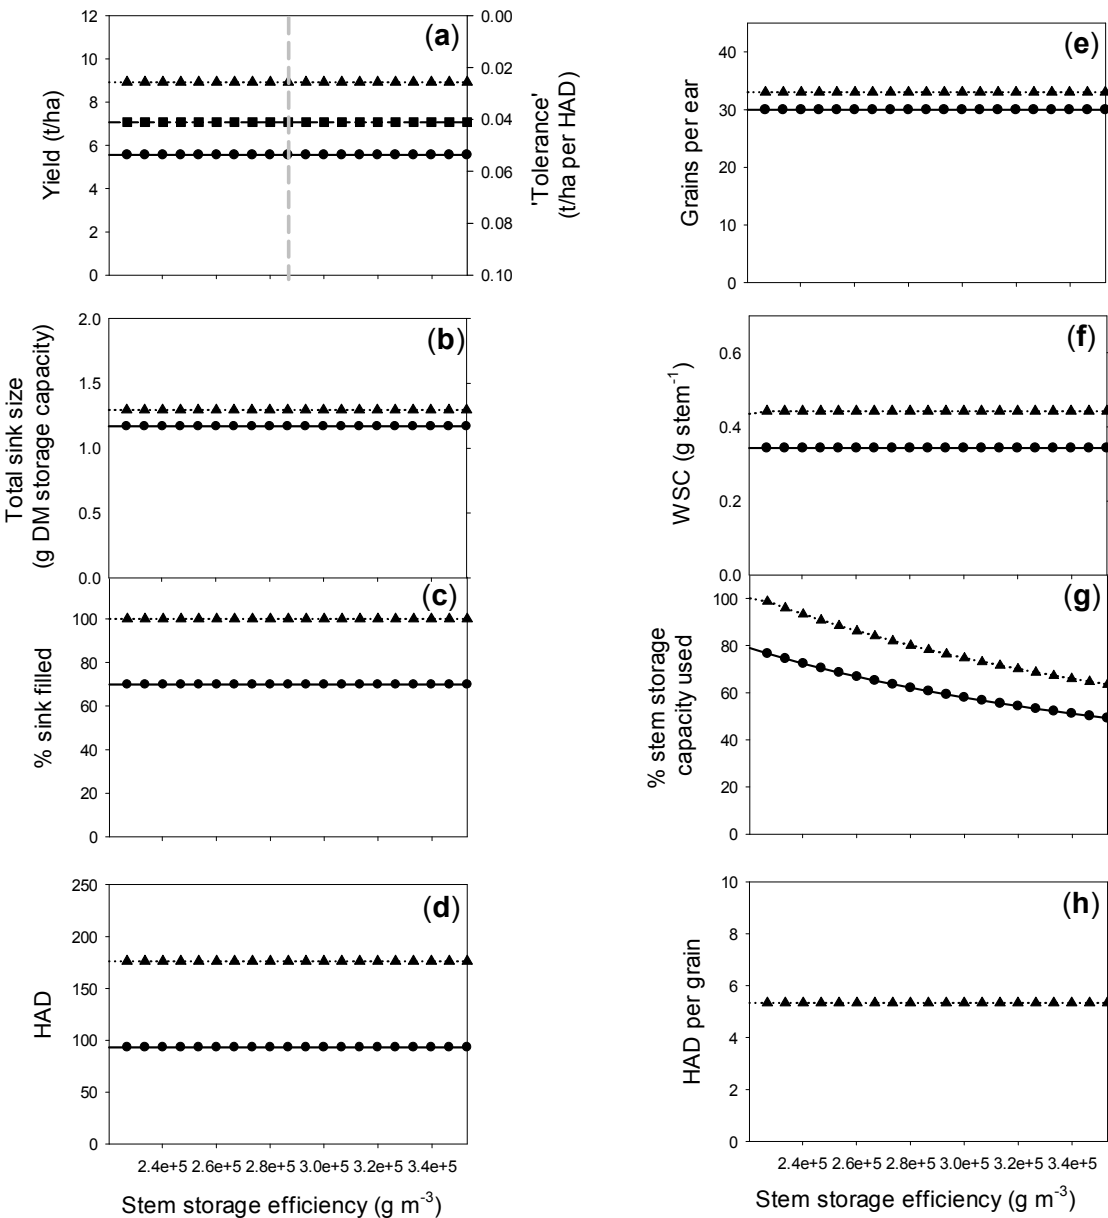 (a)
Yield (t/ha)
12
10
8
6
4
2
0
0.00
0.02
0.04
0.06
0.08
0.10
'Tolerance'
(t/ha per HAD)
(e)
Grains per ear
40
30
20
10
0
(b)
Total sink size
(g DM storage capacity)
2.0
1.5
1.0
0.5
0.0
(f)
WSC (g stem⁻¹)
0.6
0.4
0.2
0.0
(c)
% sink filled
100
80
60
40
20
0
(g)
% stem storage
capacity used
100
80
60
40
20
0
(d)
HAD
250
200
150
100
50
0
2.4e+5 2.6e+5 2.8e+5 3.0e+5 3.2e+5 3.4e+5
Stem storage efficiency (g m⁻³)
(h)
HAD per grain
10
8
6
4
2
0
2.4e+5 2.6e+5 2.8e+5 3.0e+5 3.2e+5 3.4e+5
Stem storage efficiency (g m⁻³)